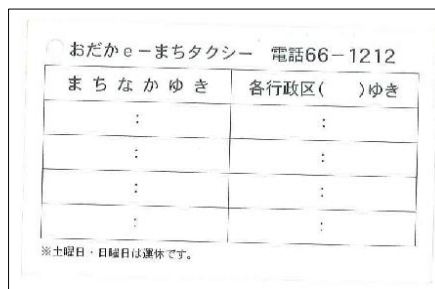 おだかe－まちタクシー 電話66－1212
まちなかゆき 各行政区(　　)ゆき
: :
: :
: :
: :
※土曜日・日曜日は運休です。